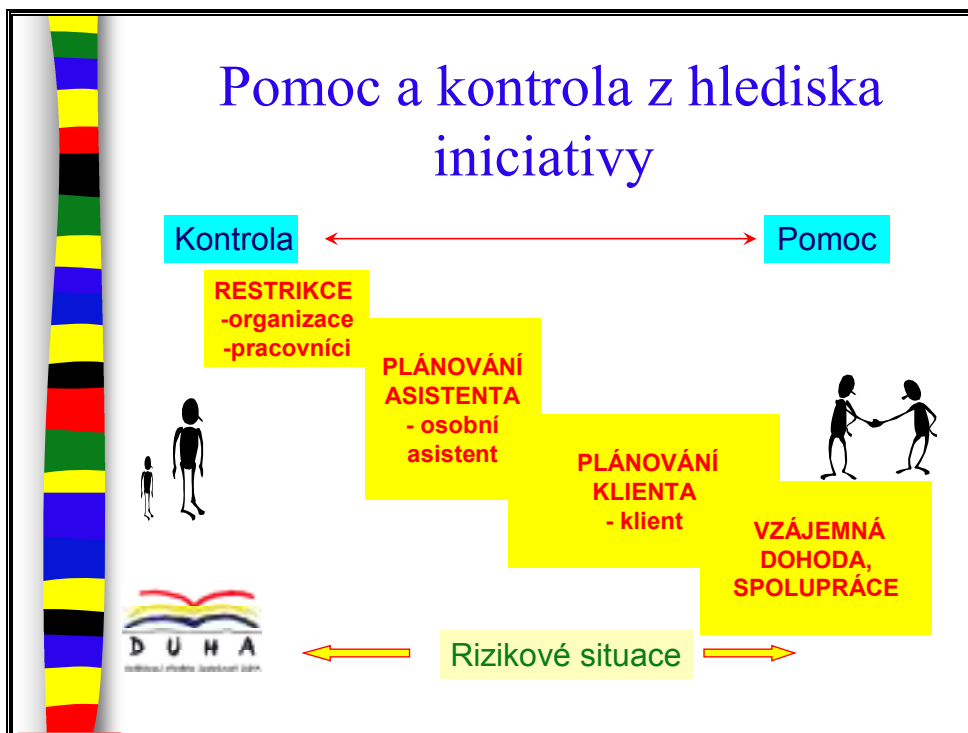 Pomoc a kontrola z hlediska
iniciativy
Kontrola
Pomoc
RESTRIKCE
-organizace
-pracovníci
PLÁNOVÁNÍ
ASISTENTA
- osobní
asistent
PLÁNOVÁNÍ
KLIENTA
- klient
VZÁJEMNÁ
DOHODA,
SPOLUPRÁCE
DUHA
Rizikové situace